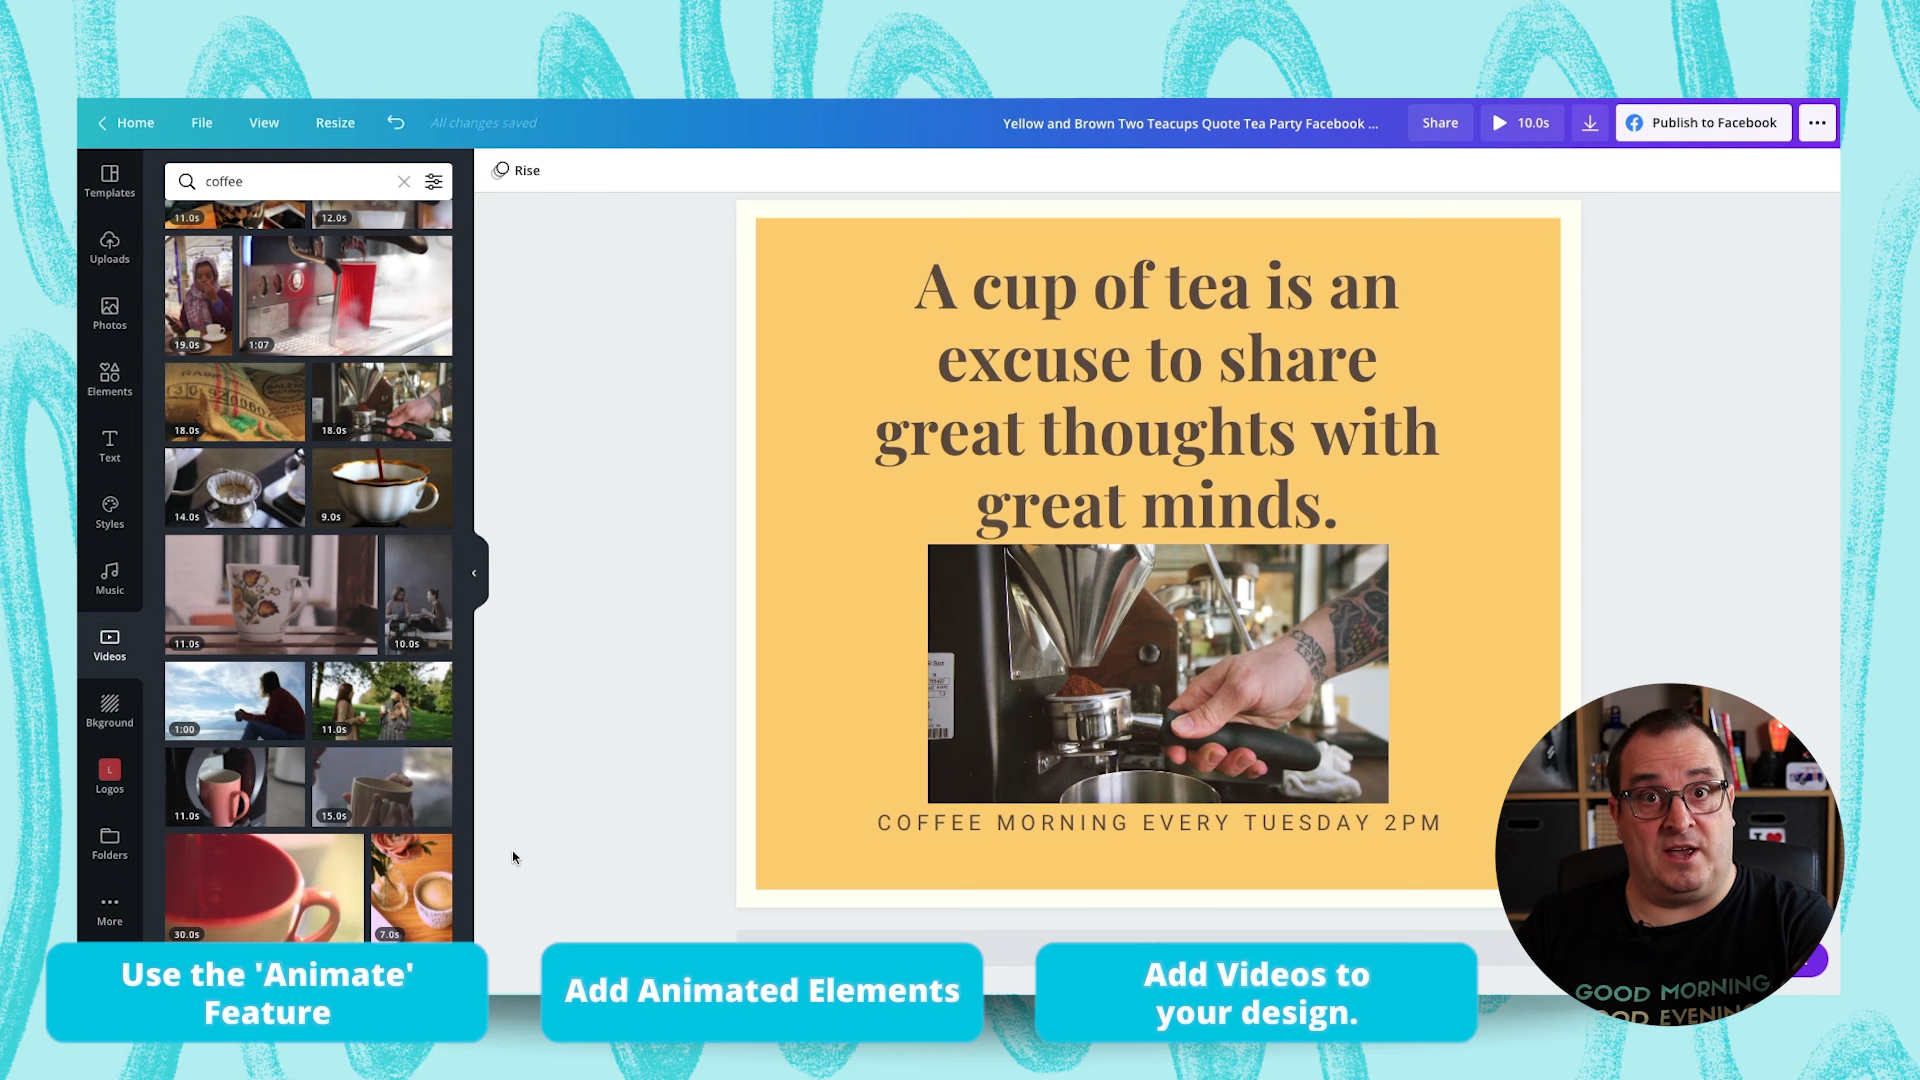 Home
File
View
Resize
All changes saved
Yellow and Brown Two Teacups Quote Tea Party Facebook ...
Share
10.0s
Publish to Facebook
Templates
Uploads
Photos
Elements
Text
Styles
Music
Videos
Bkground
L
Logos
Folders
More
coffee
11.0s
12.0s
19.0s
1:07
18.0s
18.0s
14.0s
9.0s
11.0s
10.0s
1:00
11.0s
11.0s
15.0s
30.0s
7.0s
Rise
A cup of tea is an
excuse to share
great thoughts with
great minds.
COFFEE MORNING EVERY TUESDAY 2PM
GOOD MORNING
Use the 'Animate'
Feature
Add Animated Elements
Add Videos to
your design.